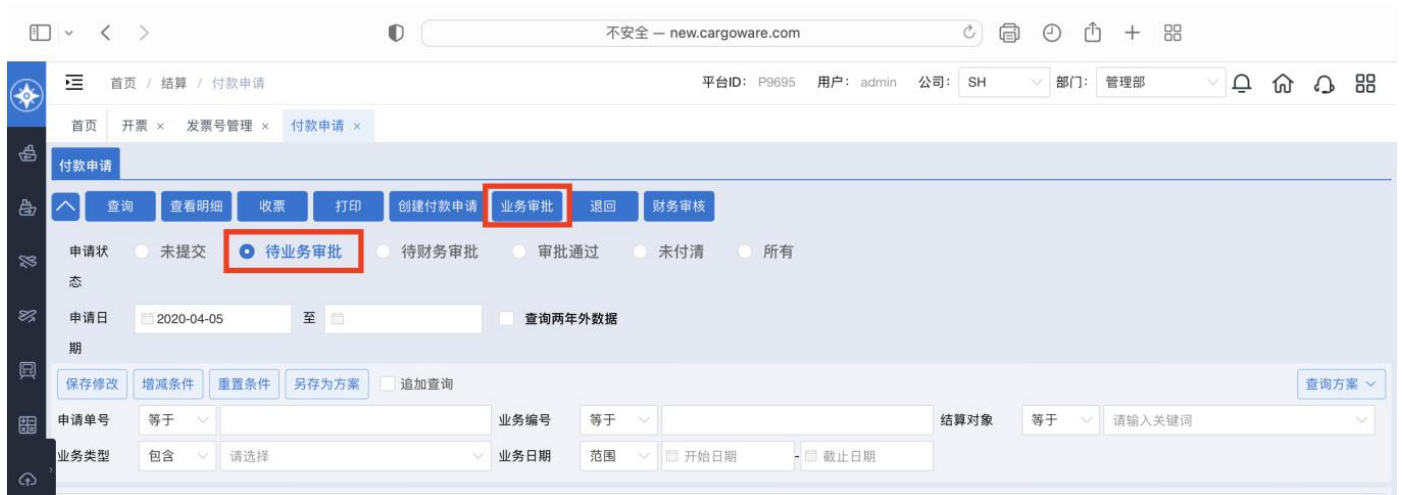 不安全 — new.cargoware.com
首页 / 结算 / 付款申请 平台ID: P9695 用户: admin 公司: SH 部门: 管理部
首页 开票 × 发票号管理 × 付款申请 ×
付款申请
查询 查看明细 收票 打印 创建付款申请 业务审批 退回 财务审核
申请状态 未提交 待业务审批 待财务审批 审批通过 未付清 所有
申请日期 2020-04-05 至 查询两年外数据
保存修改 增减条件 重置条件 另存为方案 追加查询 查询方案
申请单号 等于 业务编号 等于 结算对象 等于 请输入关键词
业务类型 包含 请选择 业务日期 范围 开始日期 - 截止日期